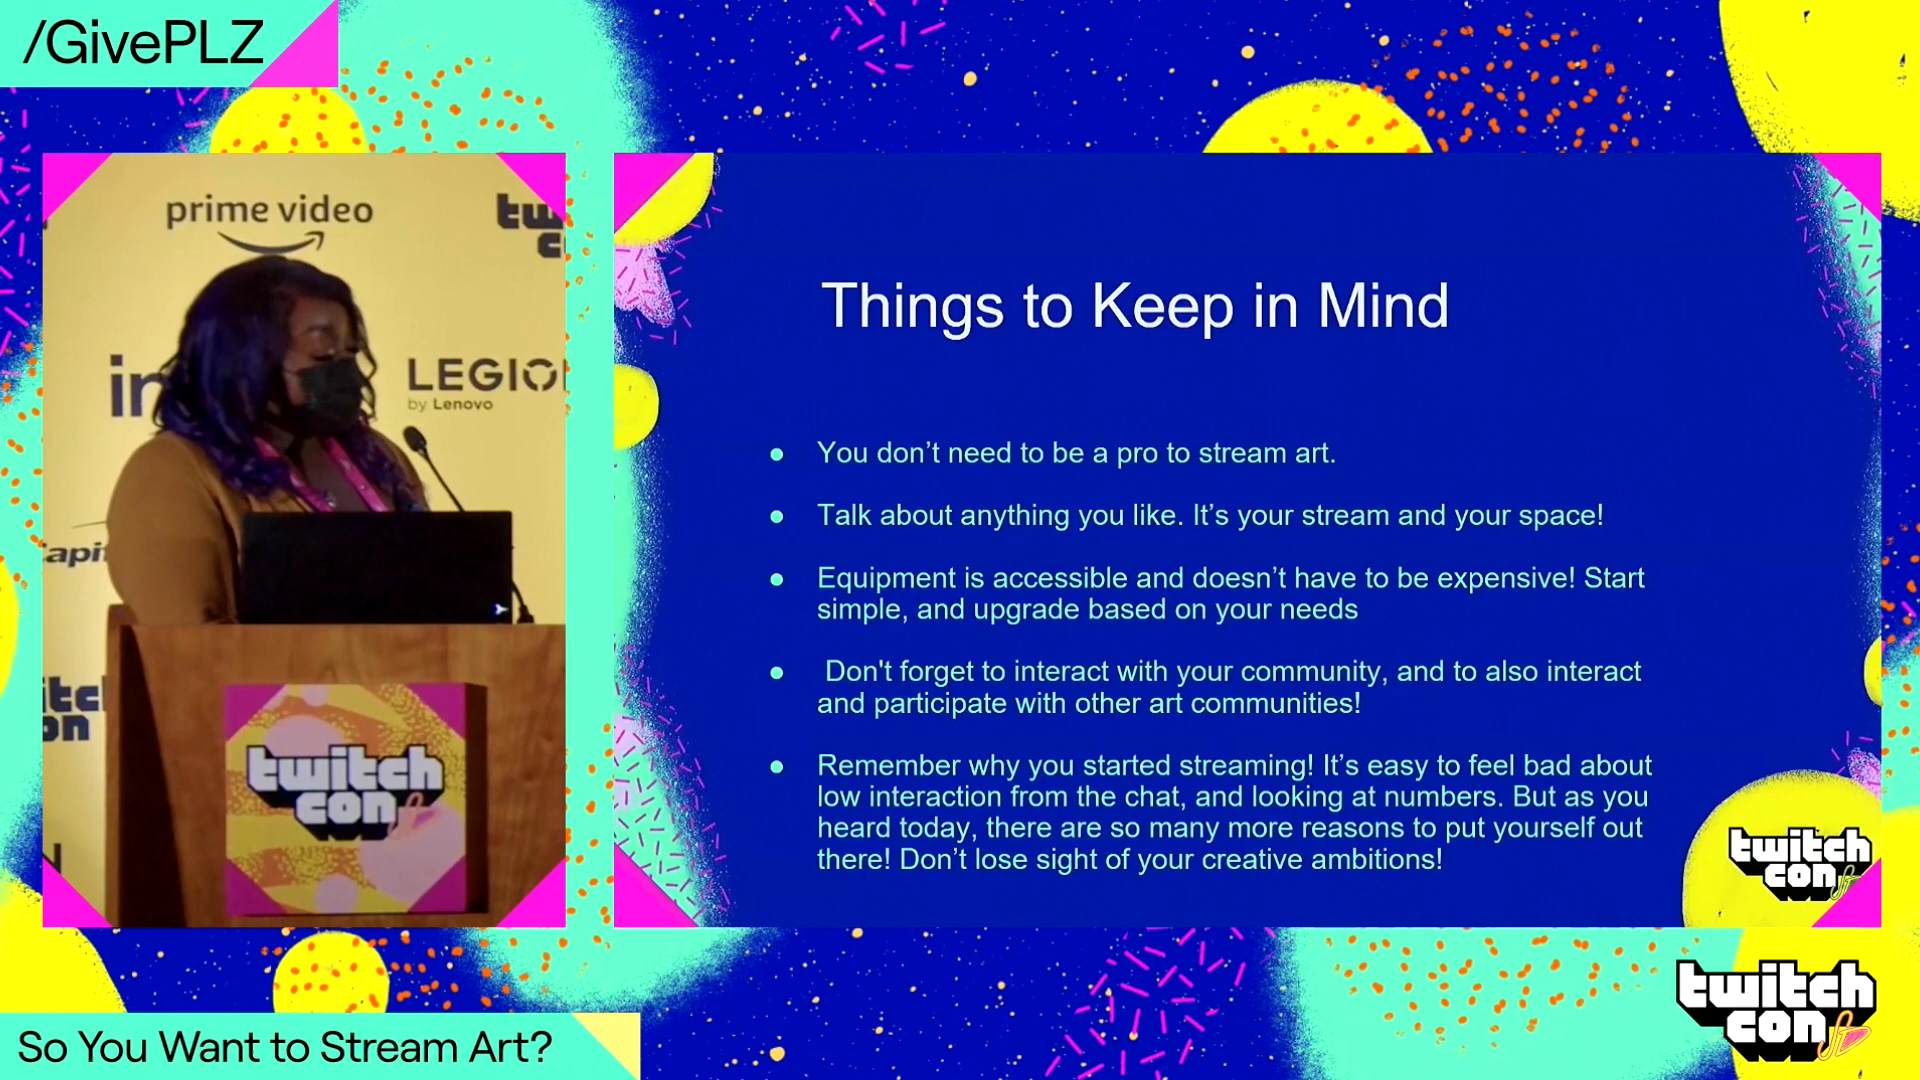 /GivePLZ
prime video
LEGIO
by Lenovo
twitch
con
Things to Keep in Mind
● You don’t need to be a pro to stream art.
● Talk about anything you like. It’s your stream and your space!
● Equipment is accessible and doesn’t have to be expensive! Start
simple, and upgrade based on your needs
● Don't forget to interact with your community, and to also interact
and participate with other art communities!
● Remember why you started streaming! It’s easy to feel bad about
low interaction from the chat, and looking at numbers. But as you
heard today, there are so many more reasons to put yourself out
there! Don’t lose sight of your creative ambitions!
twitch
con
twitch
con
So You Want to Stream Art?